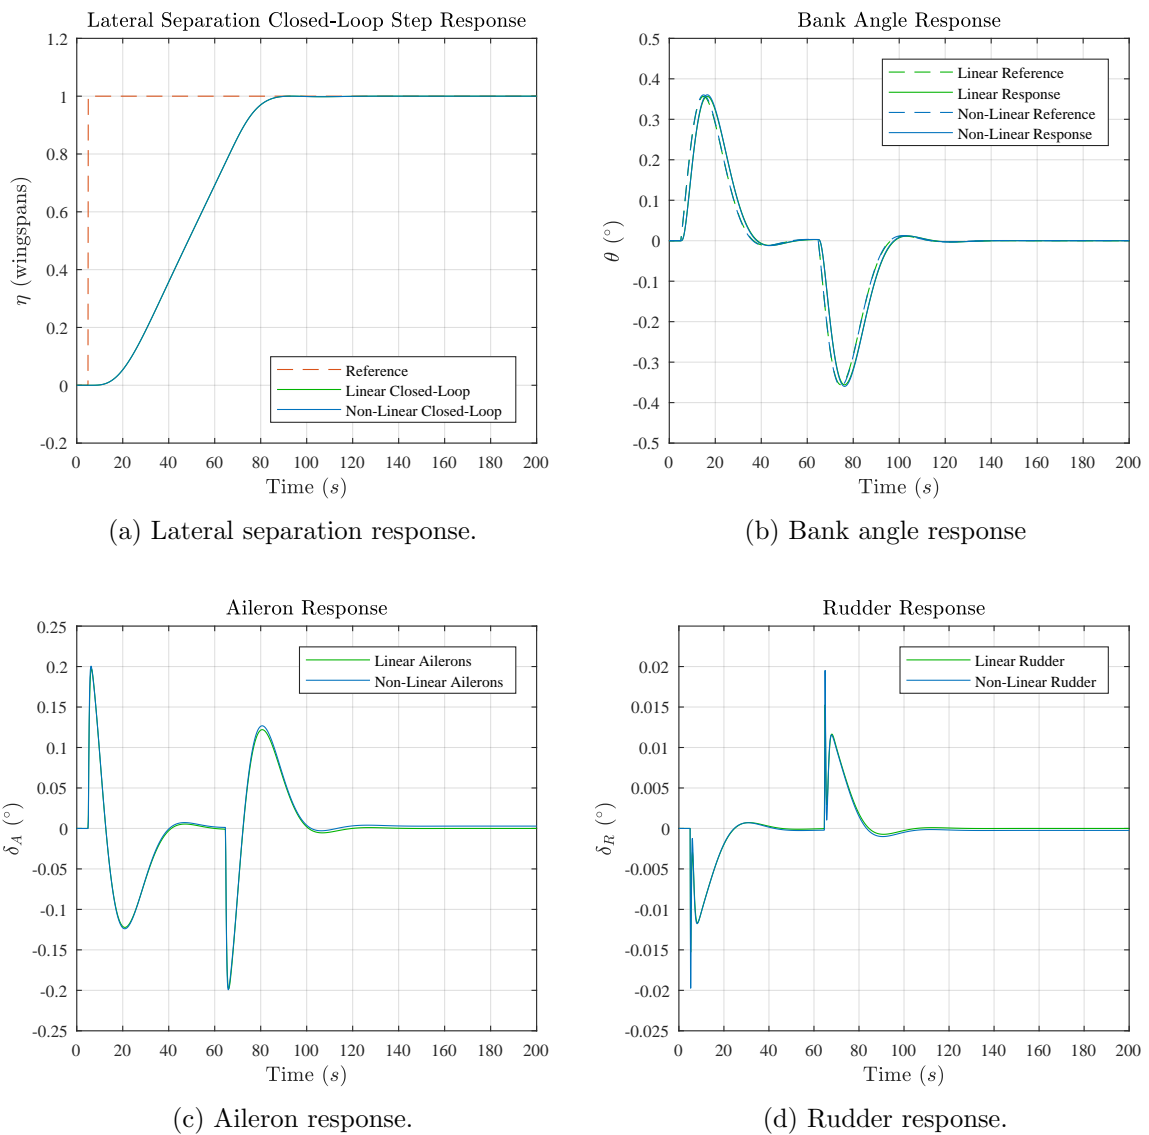 Lateral Separation Closed-Loop Step Response
1.2
1
0.8
0.6
0.4
0.2
0
-0.2
η (wingspans)
Reference
Linear Closed-Loop
Non-Linear Closed-Loop
0 20 40 60 80 100 120 140 160 180 200
Time (s)
(a) Lateral separation response.
Bank Angle Response
0.5
0.4
0.3
0.2
0.1
0
-0.1
-0.2
-0.3
-0.4
-0.5
θ (°)
Linear Reference
Linear Response
Non-Linear Reference
Non-Linear Response
0 20 40 60 80 100 120 140 160 180 200
Time (s)
(b) Bank angle response
Aileron Response
0.25
0.2
0.15
0.1
0.05
0
-0.05
-0.1
-0.15
-0.2
-0.25
δA (°)
Linear Ailerons
Non-Linear Ailerons
0 20 40 60 80 100 120 140 160 180 200
Time (s)
(c) Aileron response.
Rudder Response
0.02
0.01
0.005
0
-0.005
-0.01
-0.015
-0.02
-0.025
δR (°)
Linear Rudder
Non-Linear Rudder
0 20 40 60 80 100 120 140 160 180 200
Time (s)
(d) Rudder response.